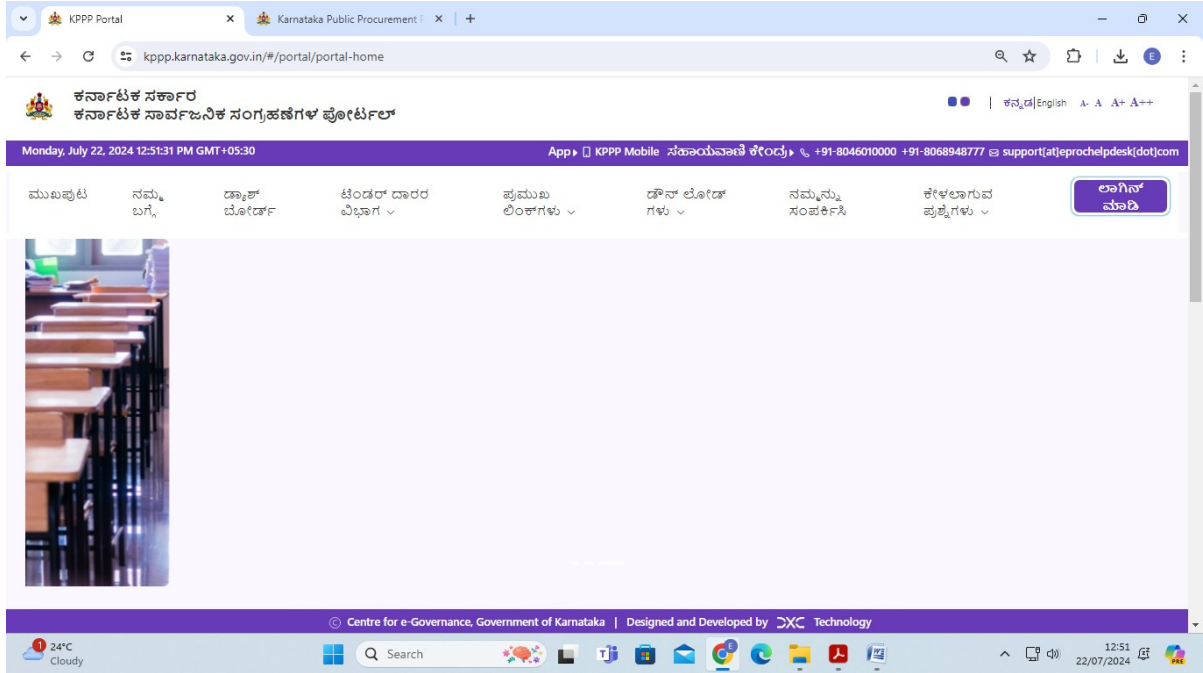 KPPP Portal
Karnataka Public Procurement P
kppp.karnataka.gov.in/#/portal/portal-home
E
ಕರ್ನಾಟಕ ಸರ್ಕಾರ
ಕರ್ನಾಟಕ ಸಾರ್ವಜನಿಕ ಸಂಗ್ರಹಣೆಗಳ ಪೋರ್ಟಲ್
ಕನ್ನಡ|English A- A A+ A++
Monday, July 22, 2024 12:51:31 PM GMT+05:30
App KPPP Mobile ಸಹಾಯವಾಣಿ ಕೇಂದ್ರ +91-8046010000 +91-8068948777 support[at]eprochelpdesk[dot]com
ಮುಖಪುಟ
ನಮ್ಮ
ಬಗ್ಗೆ
ಡ್ಯಾಶ್
ಬೋರ್ಡ್
ಟೆಂಡರ್ ದಾರರ
ವಿಭಾಗ
ಪ್ರಮುಖ
ಲಿಂಕ್‌ಗಳು
ಡೌನ್ ಲೋಡ್
ಗಳು
ನಮ್ಮನ್ನು
ಸಂಪರ್ಕಿಸಿ
ಕೇಳಲಾಗುವ
ಪ್ರಶ್ನೆಗಳು
ಲಾಗಿನ್
ಮಾಡಿ
© Centre for e-Governance, Government of Karnataka | Designed and Developed by DXC Technology
1
24°C
Cloudy
Search
E
12:51
22/07/2024
PRE